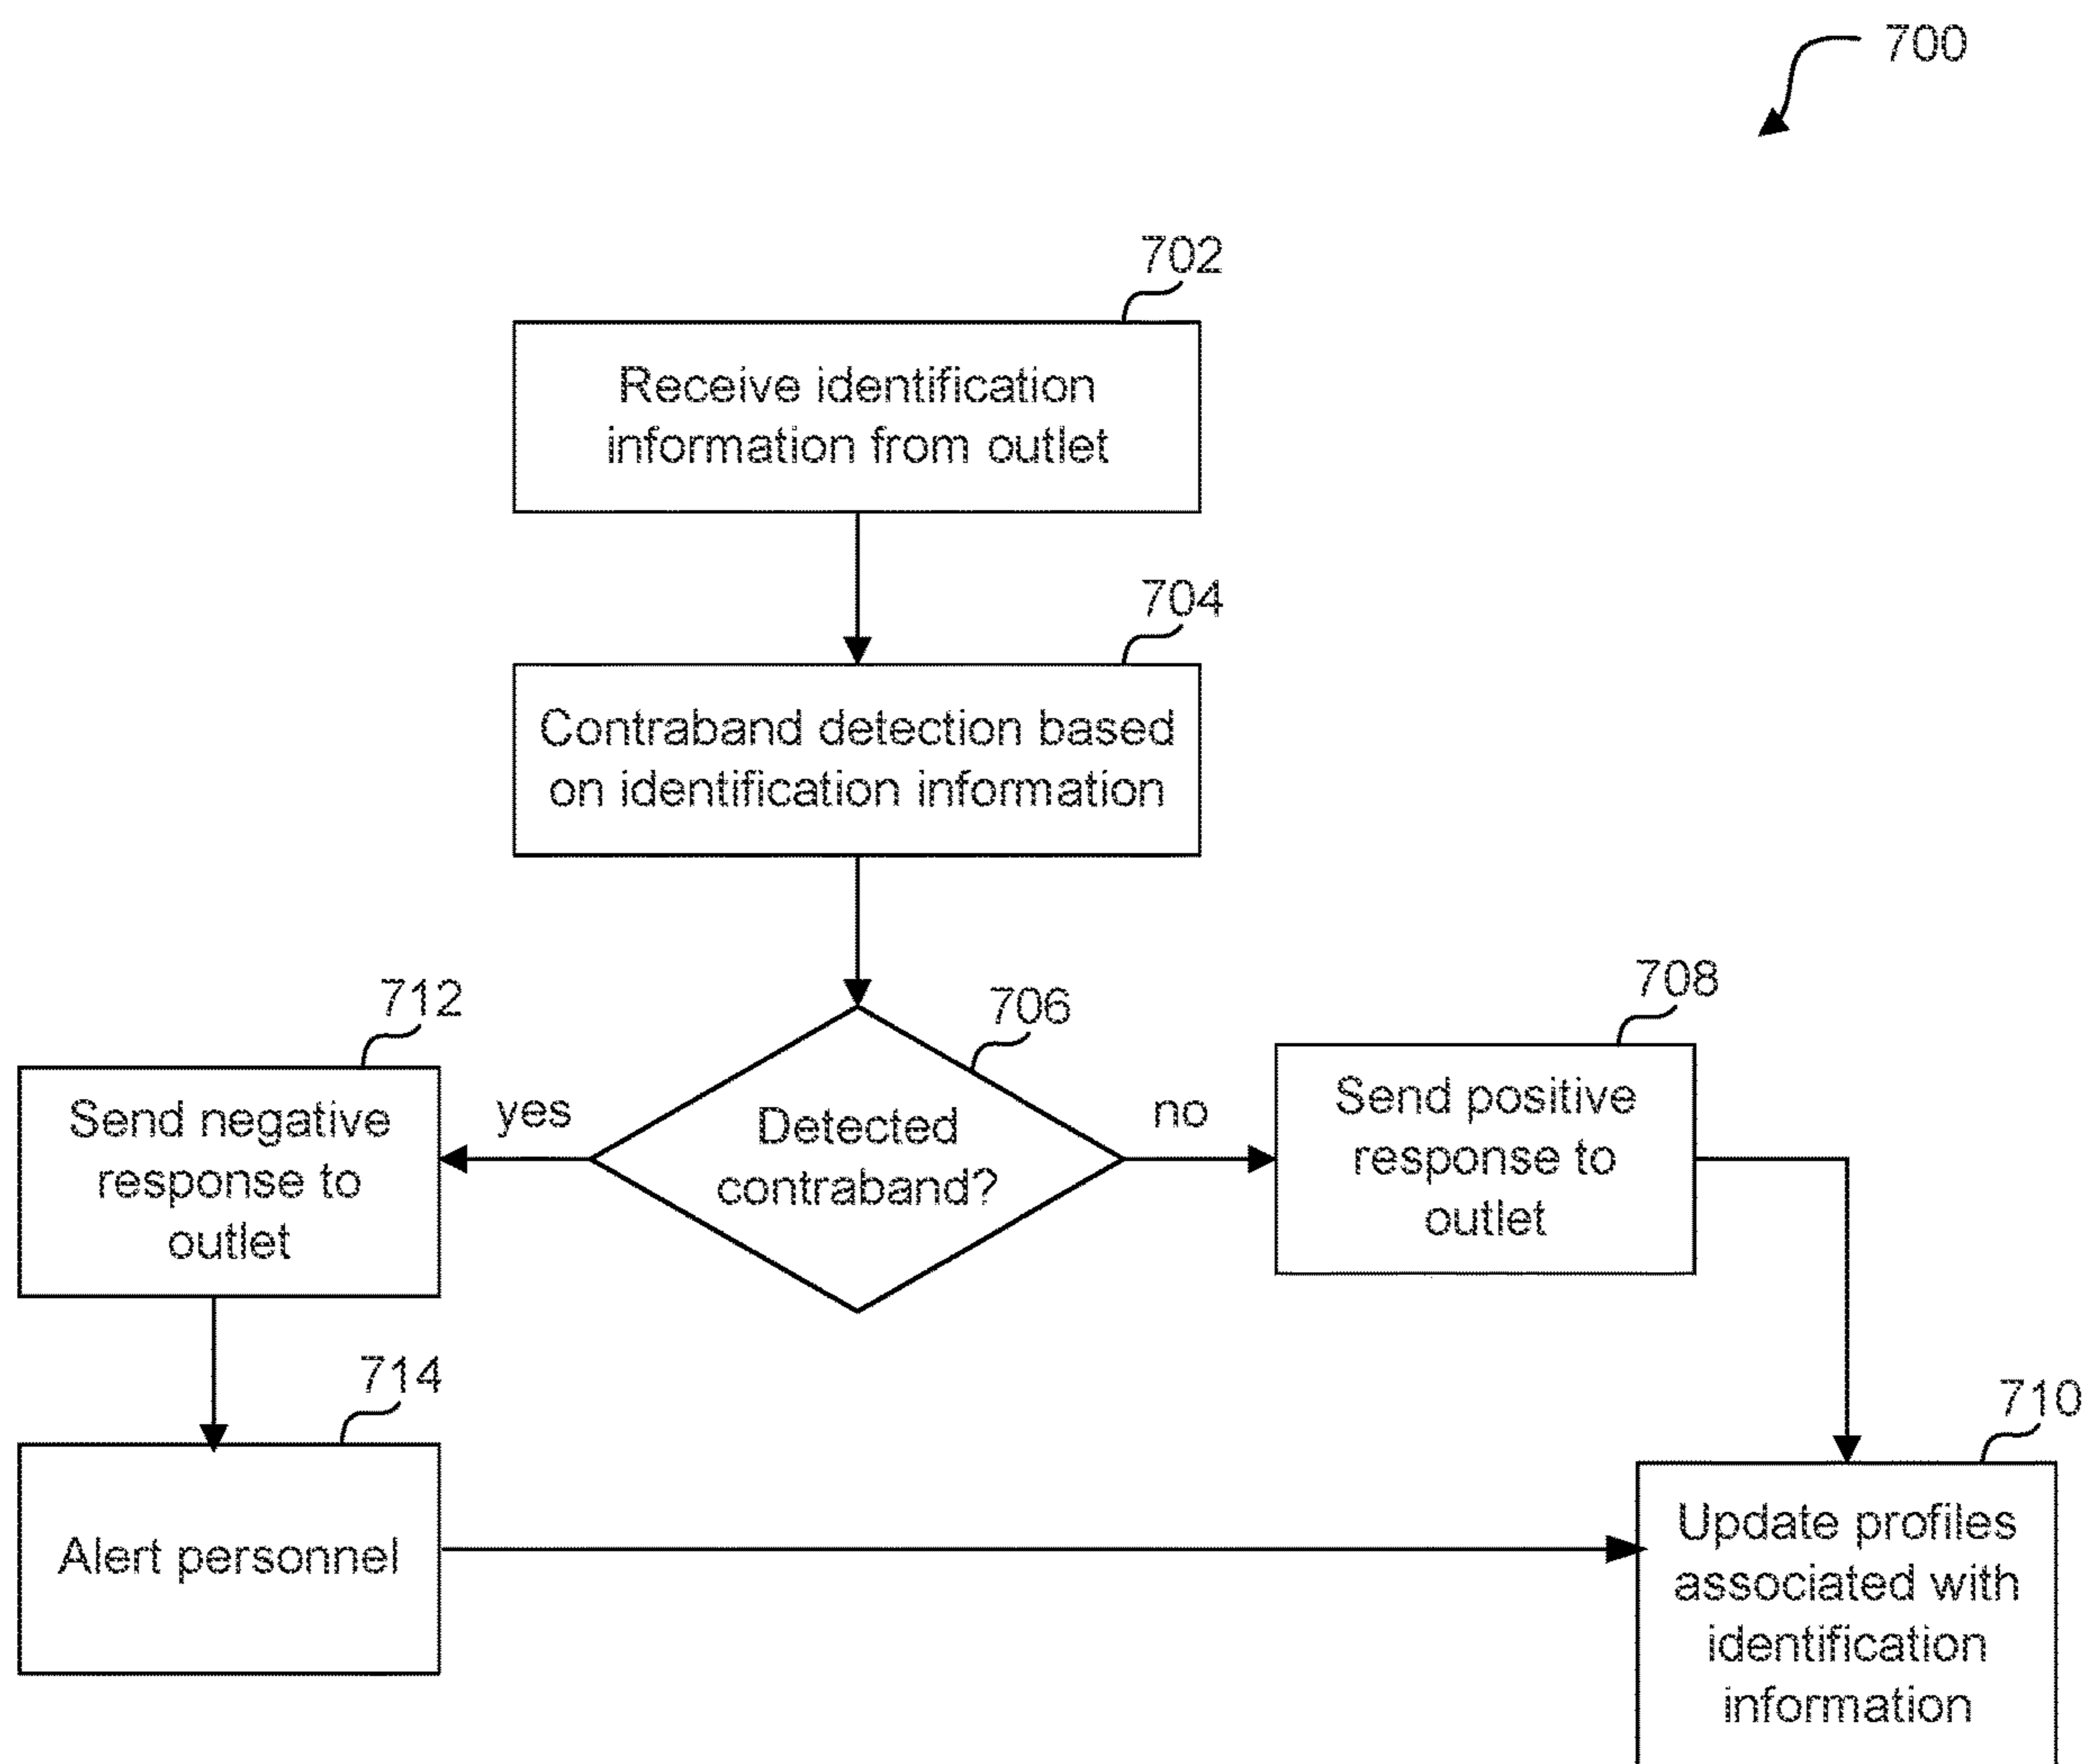 700
702
Receive identification
information from outlet
704
Contraband detection based
on identification information
706
Detected
contraband?
yes
no
712
Send negative
response to
outlet
708
Send positive
response to
outlet
714
Alert personnel
710
Update profiles
associated with
identification
information